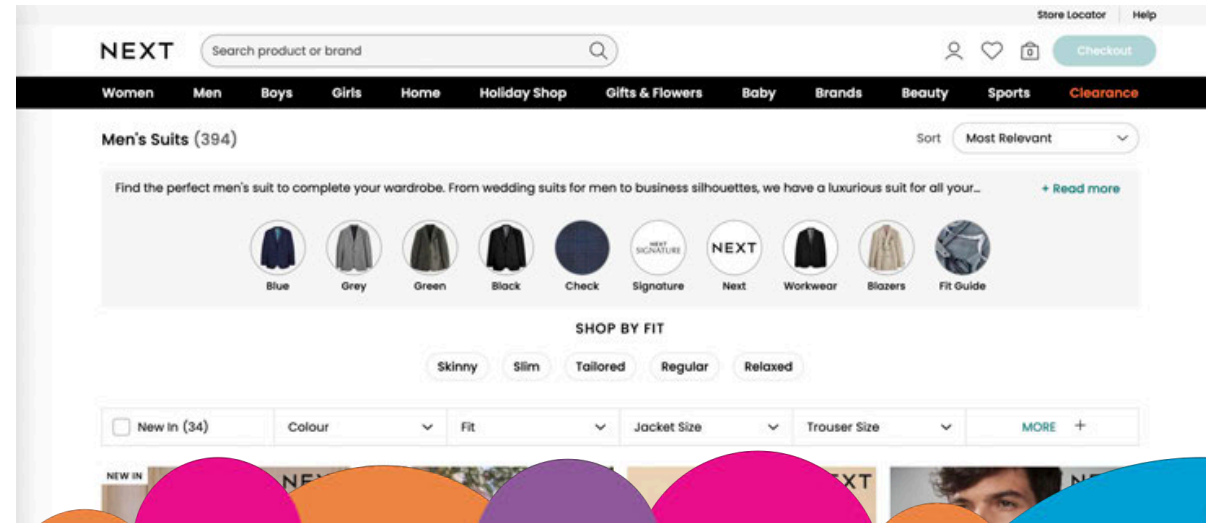 Store Locator Help
NEXT Search product or brand 0 Checkout
Women Men Boys Girls Home Holiday Shop Gifts & Flowers Baby Brands Beauty Sports Clearance
Men's Suits (394) Sort Most Relevant
Find the perfect men's suit to complete your wardrobe. From wedding suits for men to business silhouettes, we have a luxurious suit for all your... + Read more
NEXT
SIGNATURE NEXT
Blue Grey Green Black Check Signature Next Workwear Blazers Fit Guide
SHOP BY FIT
Skinny Slim Tailored Regular Relaxed
New In (34) Colour Fit Jacket Size Trouser Size MORE +
NEW IN